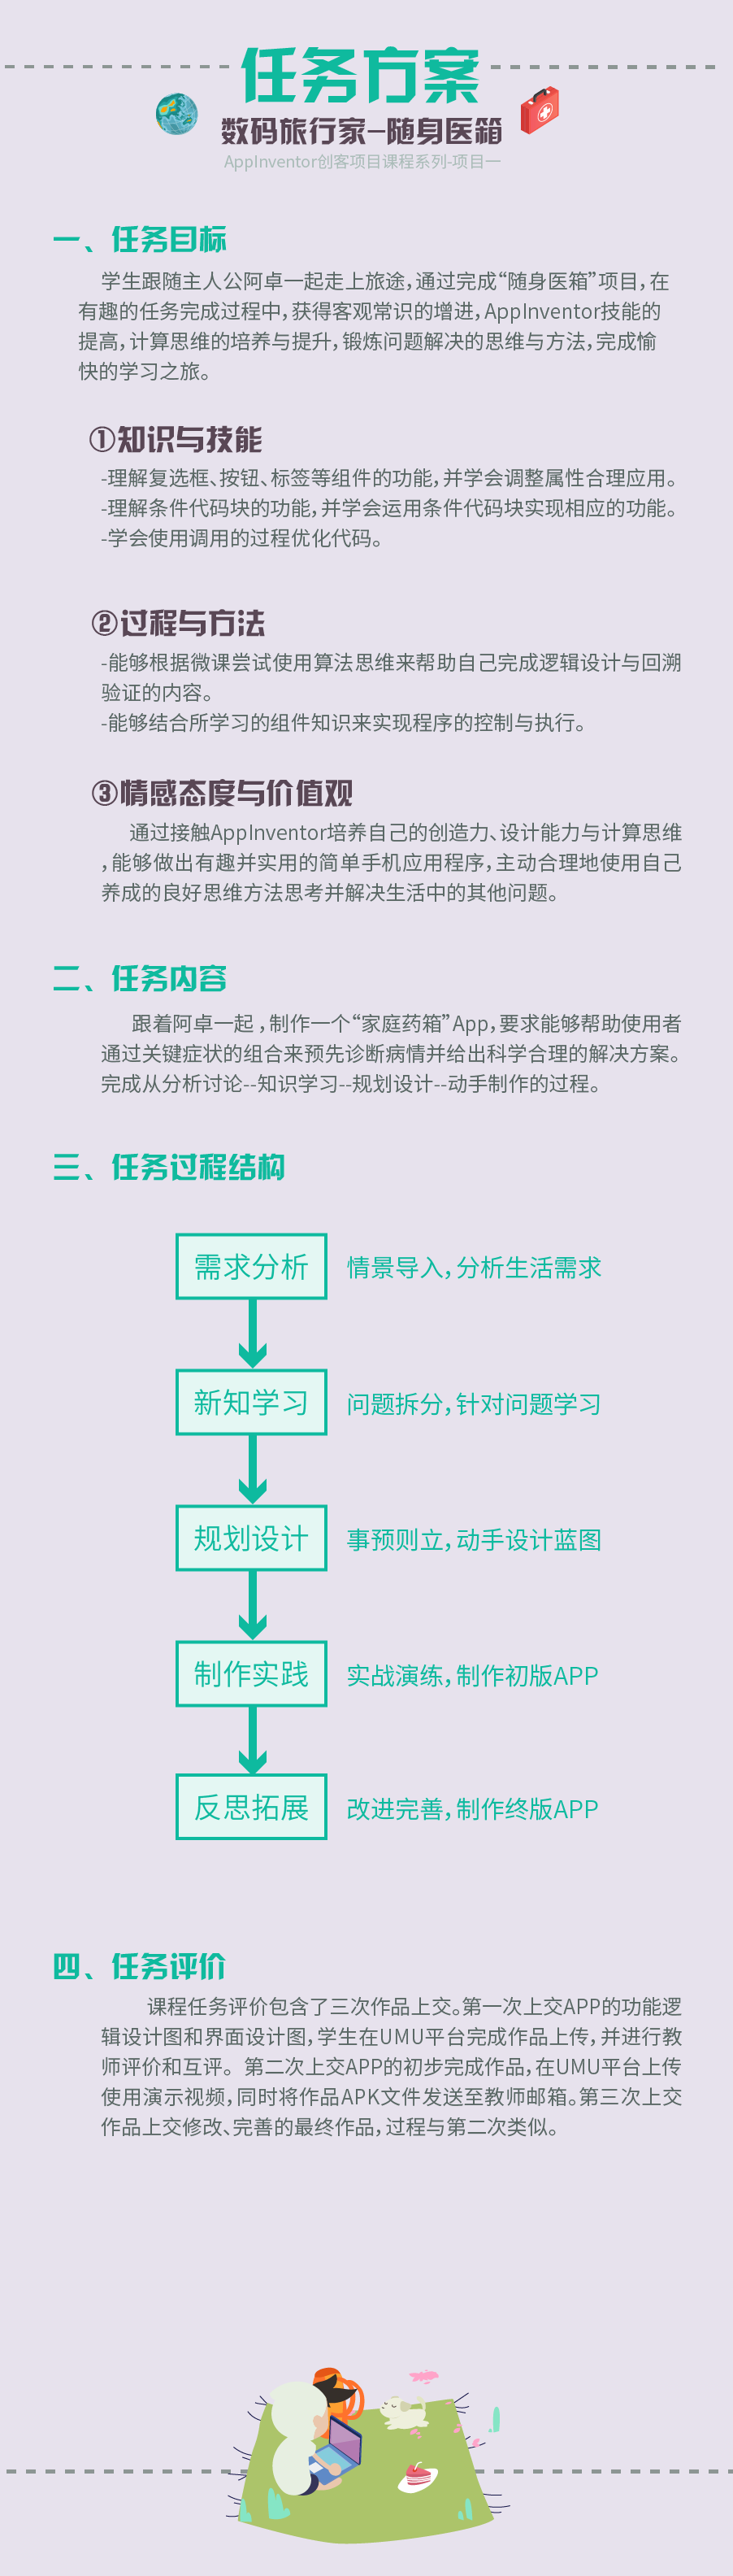 任务方案
数码旅行家-随身医箱
AppInventor创客项目课程系列-项目一
一、任务目标
学生跟随主人公阿卓一起走上旅途，通过完成“随身医箱”项目，在
有趣的任务完成过程中，获得客观常识的增进，AppInventor技能的
提高，计算思维的培养与提升，锻炼问题解决的思维与方法，完成愉
快的学习之旅。
①知识与技能
-理解复选框、按钮、标签等组件的功能，并学会调整属性合理应用。
-理解条件代码块的功能，并学会运用条件代码块实现相应的功能。
-学会使用调用的过程优化代码。
②过程与方法
-能够根据微课尝试使用算法思维来帮助自己完成逻辑设计与回溯
验证的内容。
-能够结合所学习的组件知识来实现程序的控制与执行。
③情感态度与价值观
通过接触AppInventor培养自己的创造力、设计能力与计算思维
，能够做出有趣并实用的简单手机应用程序，主动合理地使用自己
养成的良好思维方法思考并解决生活中的其他问题。
二、任务内容
跟着阿卓一起，制作一个“家庭药箱”App，要求能够帮助使用者
通过关键症状的组合来预先诊断病情并给出科学合理的解决方案。
完成从分析讨论--知识学习--规划设计--动手制作的过程。
三、任务过程结构
需求分析 情景导入，分析生活需求
新知学习 问题拆分，针对问题学习
规划设计 事预则立，动手设计蓝图
制作实践 实战演练，制作初版APP
反思拓展 改进完善，制作终版APP
四、任务评价
课程任务评价包含了三次作品上交。第一次上交APP的功能逻
辑设计图和界面设计图，学生在UMU平台完成作品上传，并进行教
师评价和互评。第二次上交APP的初步完成作品，在UMU平台上传
使用演示视频，同时将作品APK文件发送至教师邮箱。第三次上交
作品上交修改、完善的最终作品，过程与第二次类似。